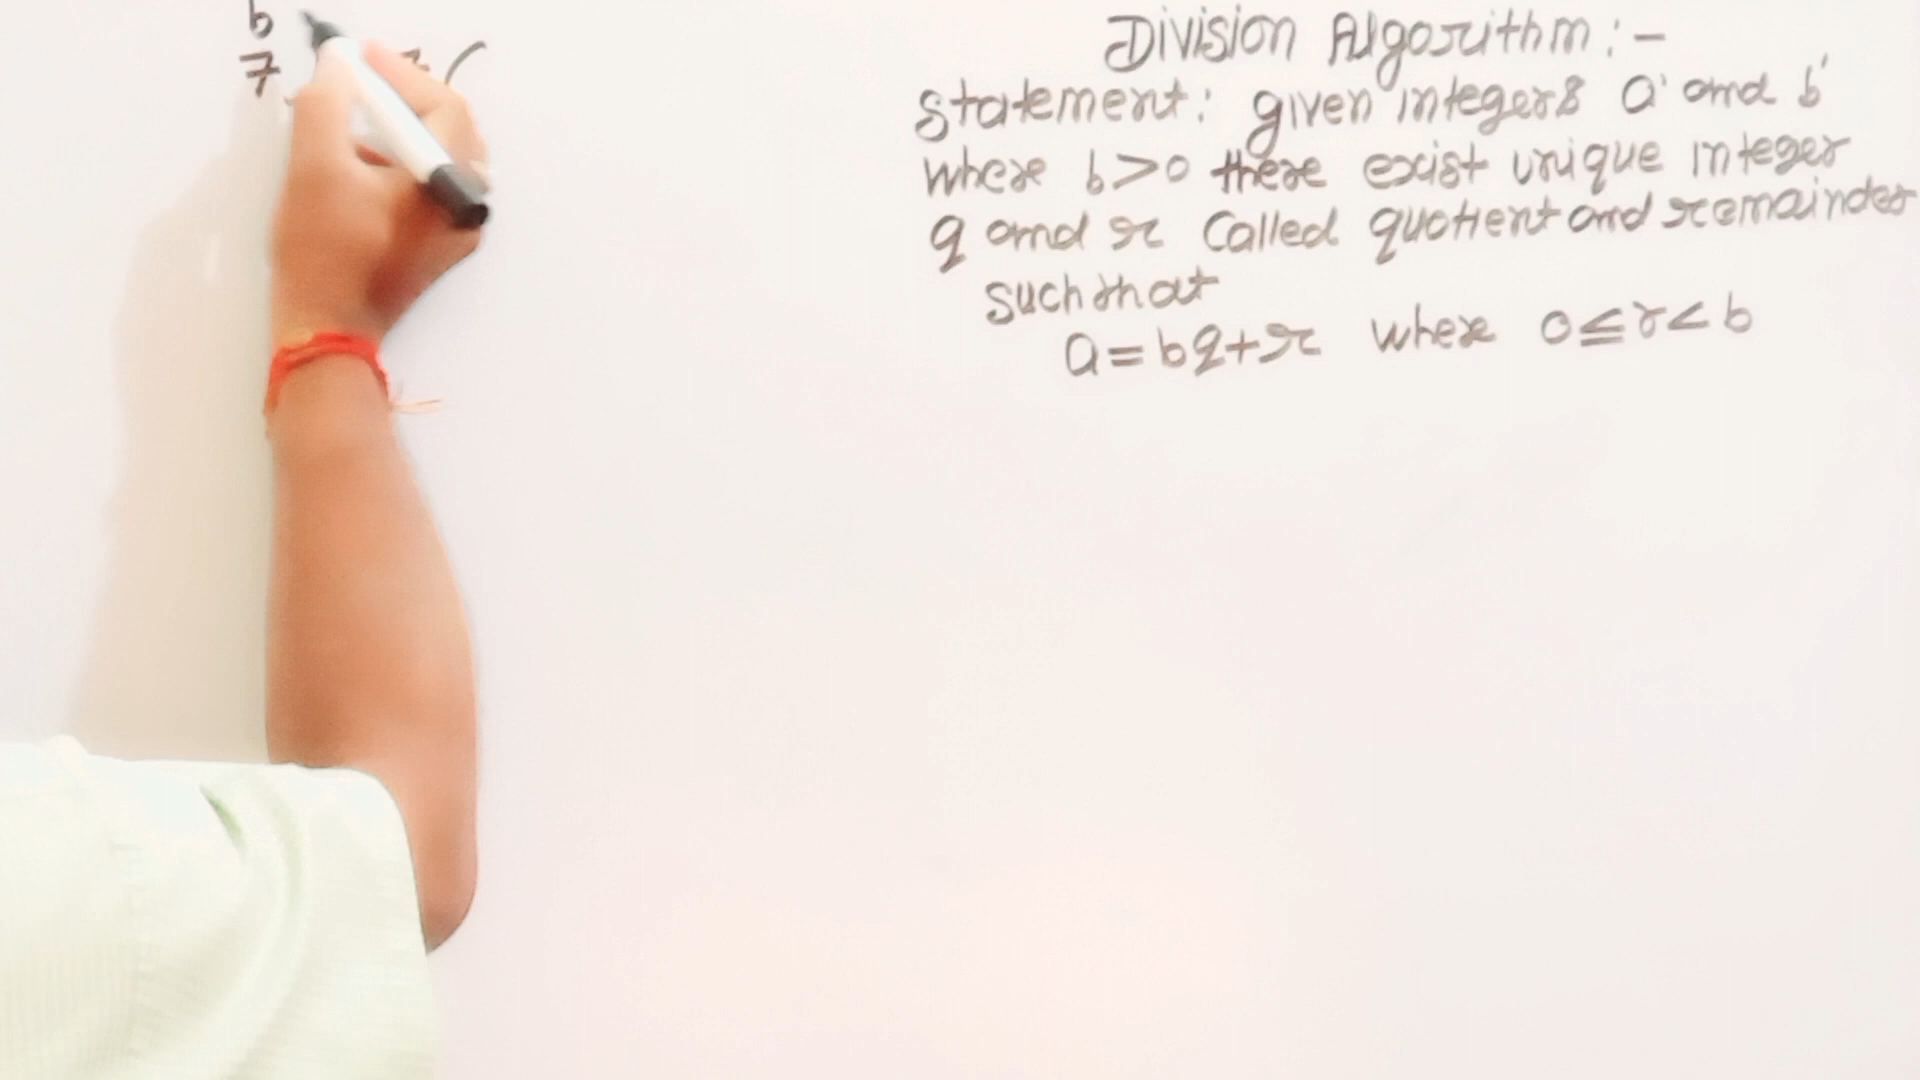 b
7
Division Algorithm :-
Statement: given integers a' and b'
where b>0 there exist unique integer
q and r called quotient and remainder
such that
a=bq+r where 0≤r<b